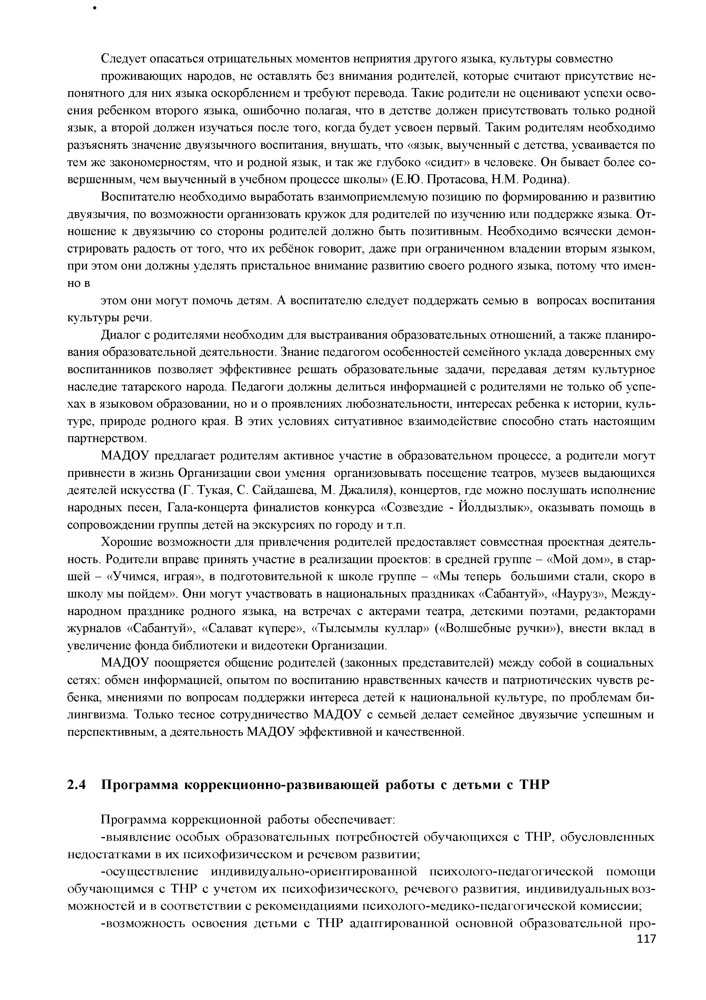 Следует опасаться отрицательных моментов неприятия другого языка, культуры совместно
проживающих народов, не оставлять без внимания родителей, которые считают присутствие не-
понятного для них языка оскорблением и требуют перевода. Такие родители не оценивают успехи осво-
ения ребенком второго языка, ошибочно полагая, что в детстве должен присутствовать только родной
язык, а второй должен изучаться после того, когда будет усвоен первый. Таким родителям необходимо
разъяснять значение двуязычного воспитания, внушать, что «язык, выученный с детства, усваивается по
тем же закономерностям, что и родной язык, и так же глубоко «сидит» в человеке. Он бывает более со-
вершенным, чем выученный в учебном процессе школы» (Е.Ю. Протасова, Н.М. Родина).
Воспитателю необходимо выработать взаимоприемлемую позицию по формированию и развитию
двуязычия, по возможности организовать кружок для родителей по изучению или поддержке языка. От-
ношение к двуязычию со стороны родителей должно быть позитивным. Необходимо всячески демон-
стрировать радость от того, что их ребёнок говорит, даже при ограниченном владении вторым языком,
при этом они должны уделять пристальное внимание развитию своего родного языка, потому что имен-
но в
этом они могут помочь детям. А воспитателю следует поддержать семью в вопросах воспитания
культуры речи.
Диалог с родителями необходим для выстраивания образовательных отношений, а также планиро-
вания образовательной деятельности. Знание педагогом особенностей семейного уклада доверенных ему
воспитанников позволяет эффективнее решать образовательные задачи, передавая детям культурное
наследие татарского народа. Педагоги должны делиться информацией с родителями не только об успе-
хах в языковом образовании, но и о проявлениях любознательности, интересах ребенка к истории, куль-
туре, природе родного края. В этих условиях ситуативное взаимодействие способно стать настоящим
партнерством.
МАДОУ предлагает родителям активное участие в образовательном процессе, а родители могут
привнести в жизнь Организации свои умения организовывать посещение театров, музеев выдающихся
деятелей искусства (Г. Тукая, С. Сайдашева, М. Джалиля), концертов, где можно послушать исполнение
народных песен, Гала-концерта финалистов конкурса «Созвездие - Йолдызлык», оказывать помощь в
сопровождении группы детей на экскурсиях по городу и т.п.
Хорошие возможности для привлечения родителей предоставляет совместная проектная деятель-
ность. Родители вправе принять участие в реализации проектов: в средней группе – «Мой дом», в стар-
шей – «Учимся, играя», в подготовительной к школе группе – «Мы теперь большими стали, скоро в
школу мы пойдем». Они могут участвовать в национальных праздниках «Сабантуй», «Науруз», Между-
народном празднике родного языка, на встречах с актерами театра, детскими поэтами, редакторами
журналов «Сабантуй», «Салават күпере», «Тылсымлы куллар» («Волшебные ручки»), внести вклад в
увеличение фонда библиотеки и видеотеки Организации.
МАДОУ поощряется общение родителей (законных представителей) между собой в социальных
сетях: обмен информацией, опытом по воспитанию нравственных качеств и патриотических чувств ре-
бенка, мнениями по вопросам поддержки интереса детей к национальной культуре, по проблемам би-
лингвизма. Только тесное сотрудничество МАДОУ с семьей делает семейное двуязычие успешным и
перспективным, а деятельность МАДОУ эффективной и качественной.
2.4 Программа коррекционно-развивающей работы с детьми с ТНР
Программа коррекционной работы обеспечивает:
-выявление особых образовательных потребностей обучающихся с ТНР, обусловленных
недостатками в их психофизическом и речевом развитии;
-осуществление индивидуально-ориентированной психолого-педагогической помощи
обучающимся с ТНР с учетом их психофизического, речевого развития, индивидуальных воз-
можностей и в соответствии с рекомендациями психолого-медико-педагогической комиссии;
-возможность освоения детьми с ТНР адаптированной основной образовательной про-
117